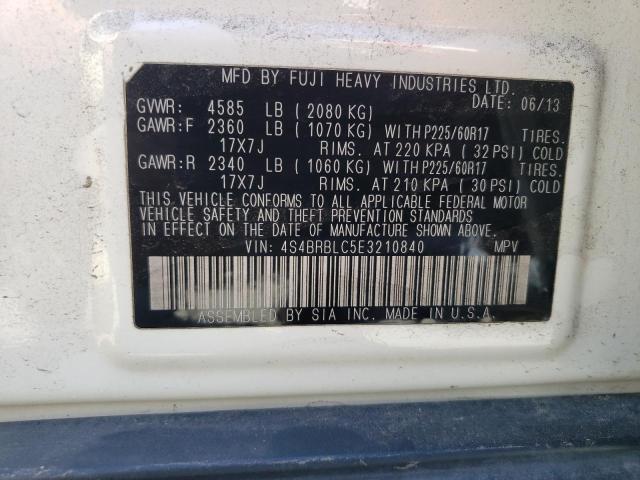 MFD BY FUJI HEAVY INDUSTRIES LTD.
DATE: 06/13
GVWR: 4585 LB ( 2080 KG)
GAWR:F 2360 LB ( 1070 KG) WITH P225/60R17 TIRES.
17X7J RIMS. AT 220 KPA ( 32 PSI) COLD
GAWR:R 2340 LB ( 1060 KG) WITH P225/60R17 TIRES.
17X7J RIMS. AT 210 KPA ( 30 PSI) COLD
THIS VEHICLE CONFORMS TO ALL APPLICABLE FEDERAL MOTOR
VEHICLE SAFETY AND THEFT PREVENTION STANDARDS
IN EFFECT ON THE DATE OF MANUFACTURE SHOWN ABOVE.
VIN: 4S4BRBLC5E3210840 MPV
ASSEMBLED BY SIA INC. MADE IN U.S.A.